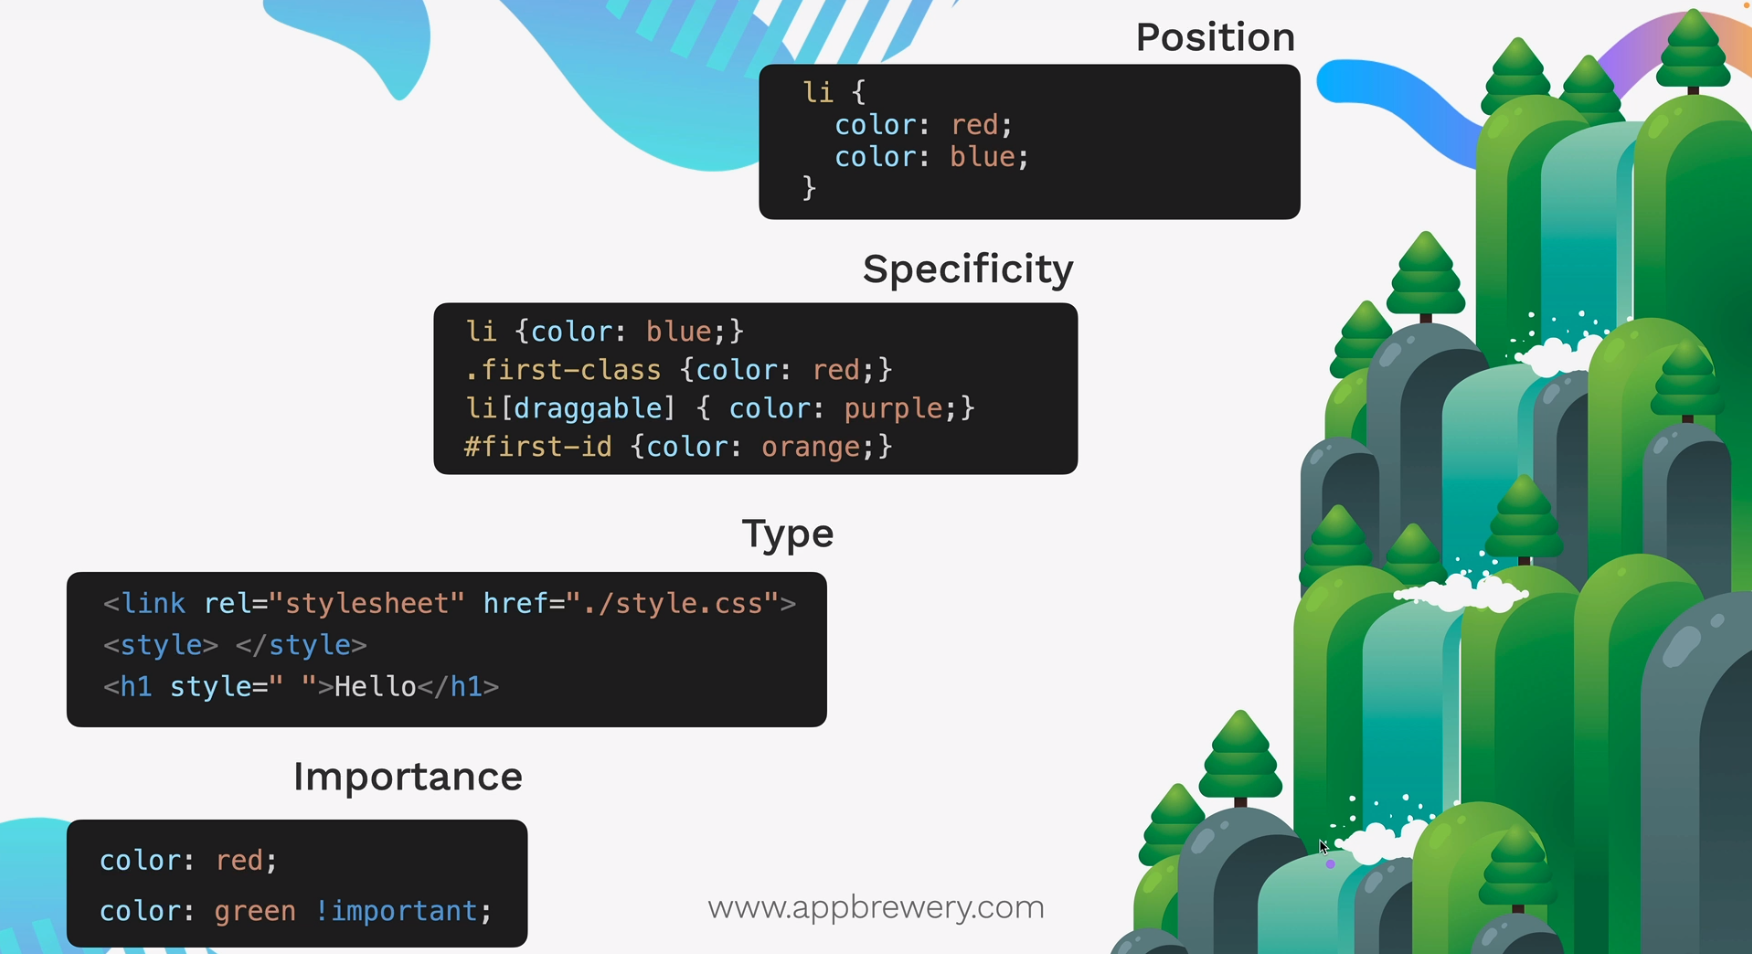 Position
li {
color: red;
color: blue;
}
Specificity
li {color: blue;}
.first-class {color: red;}
li[draggable] { color: purple;}
#first-id {color: orange;}
Type
<link rel="stylesheet" href="./style.css">
<style> </style>
<h1 style=" ">Hello</h1>
Importance
color: red;
color: green !important;
www.appbrewery.com